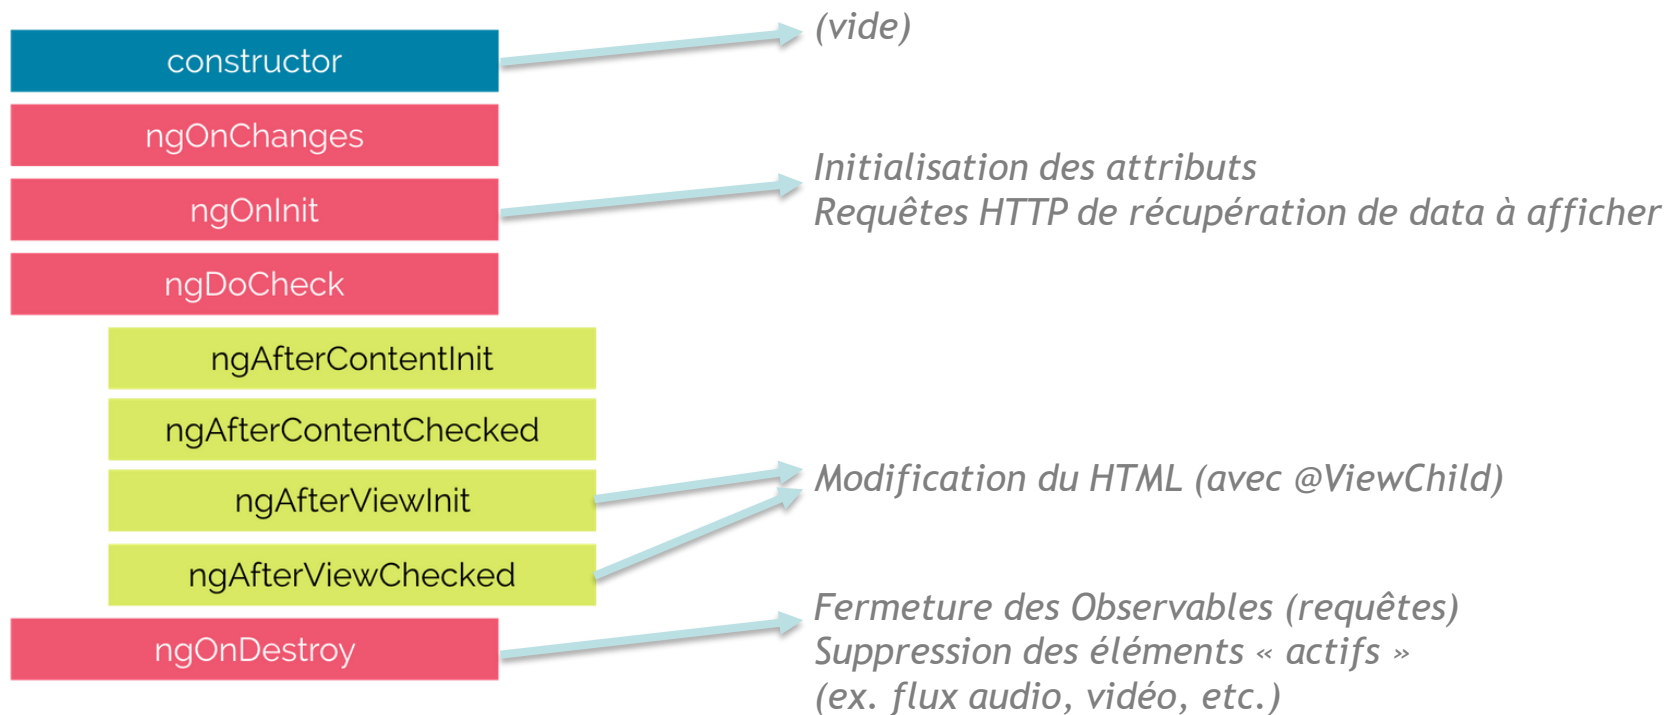 (vide)
constructor
ngOnChanges
Initialisation des attributs
ngOnInit
Requêtes HTTP de récupération de data à afficher
ngDoCheck
ngAfterContentInit
ngAfterContentChecked
ngAfterViewInit
Modification du HTML (avec @ViewChild)
ngAfterViewChecked
Fermeture des Observables (requêtes)
ngOnDestroy
Suppression des éléments « actifs »
(ex. flux audio, vidéo, etc.)